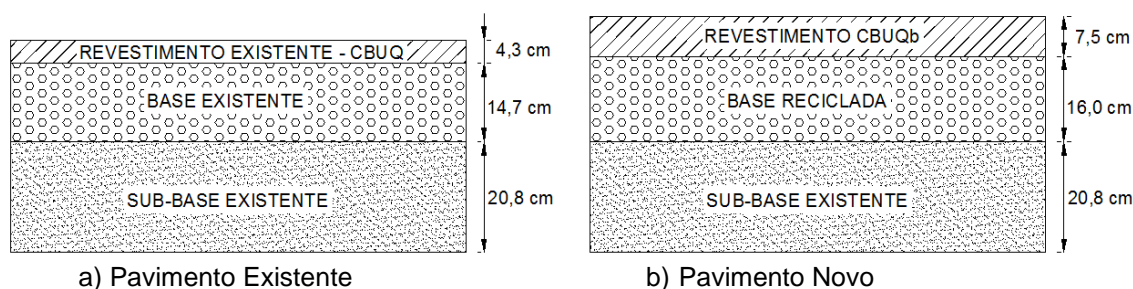 REVESTIMENTO EXISTENTE - CBUQ
4,3 cm
BASE EXISTENTE
14,7 cm
SUB-BASE EXISTENTE
20,8 cm
a) Pavimento Existente
REVESTIMENTO CBUQb
7,5 cm
BASE RECICLADA
16,0 cm
SUB-BASE EXISTENTE
20,8 cm
b) Pavimento Novo